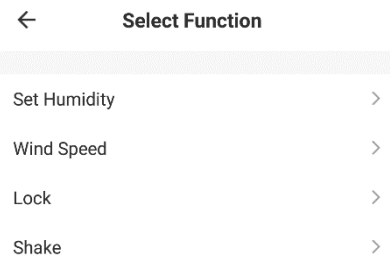 Select Function
Set Humidity
Wind Speed
Lock
Shake